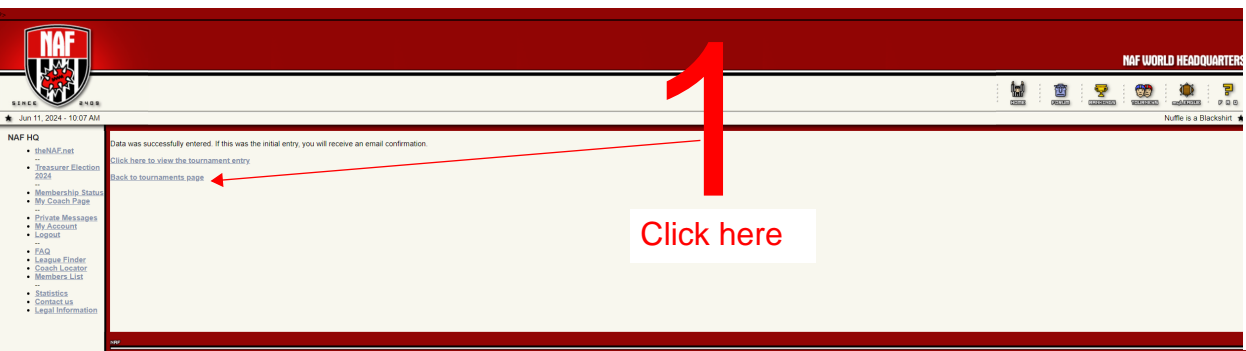 NAF
SINCE 2402
NAF WORLD HEADQUARTERS
HOME FORUM RANKINGS TOURNEYS myLEAGUE F A Q
Jun 11, 2024 - 10:07 AM
Nuffle is a Blackshirt
NAF HQ
theNAF.net
--
Treasurer Election
2024
--
Membership Status
My Coach Page
--
Private Messages
My Account
Logout
--
FAQ
League Finder
Coach Locator
Members List
--
Statistics
Contact us
Legal Information
Data was successfully entered. If this was the initial entry, you will receive an email confirmation.
Click here to view the tournament entry
Back to tournaments page
1
Click here
NAF